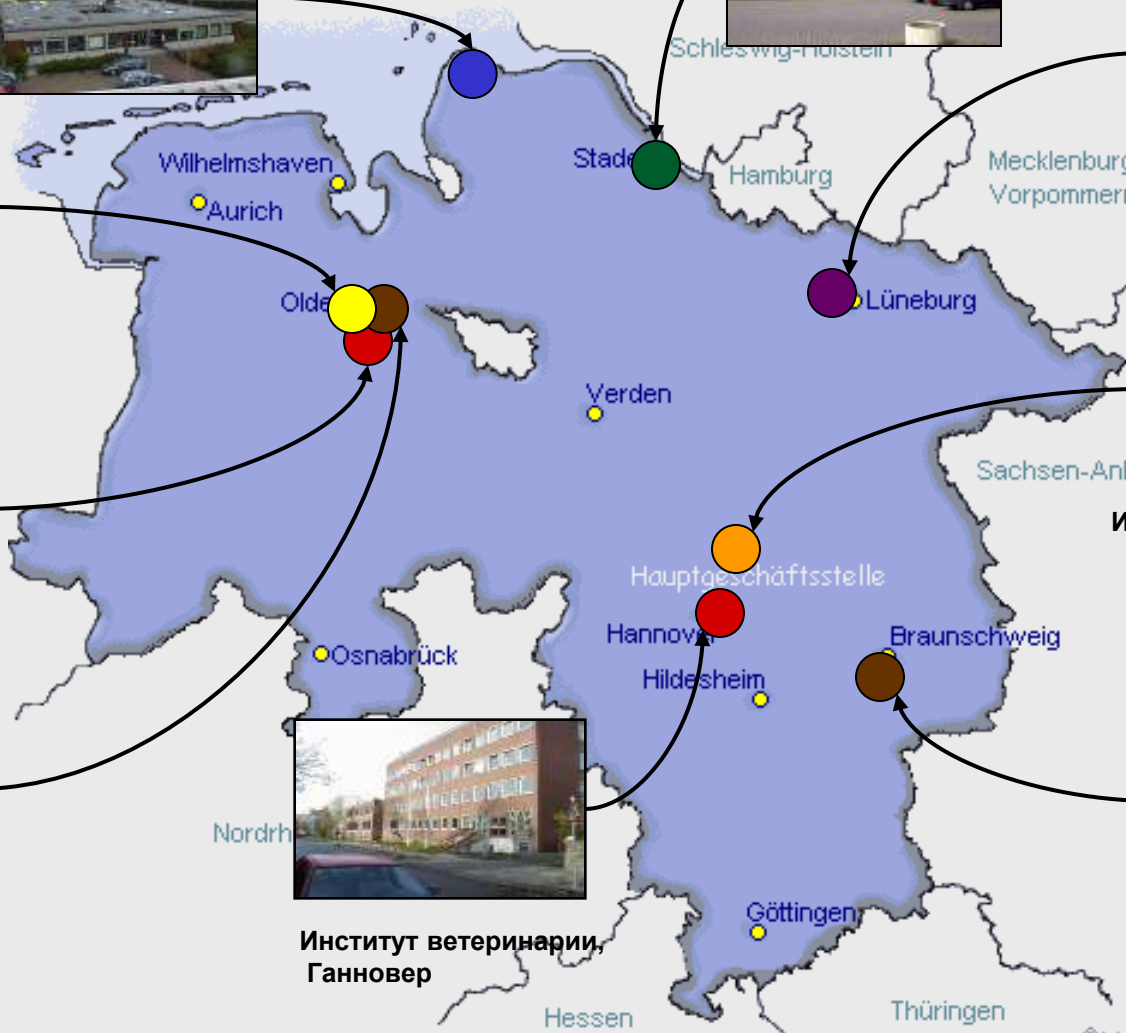 Schleswig-Holstein
Wilhelmshaven
Stade
Hamburg
Mecklenburg
Vorpommern
Aurich
Olde
Lüneburg
Verden
Sachsen-Anh
И
Hauptgeschäftsstelle
Hannover
Braunschweig
Osnabrück
Hildesheim
Nordrh
Göttingen
Институт ветеринарии,
Ганновер
Hessen
Thüringen